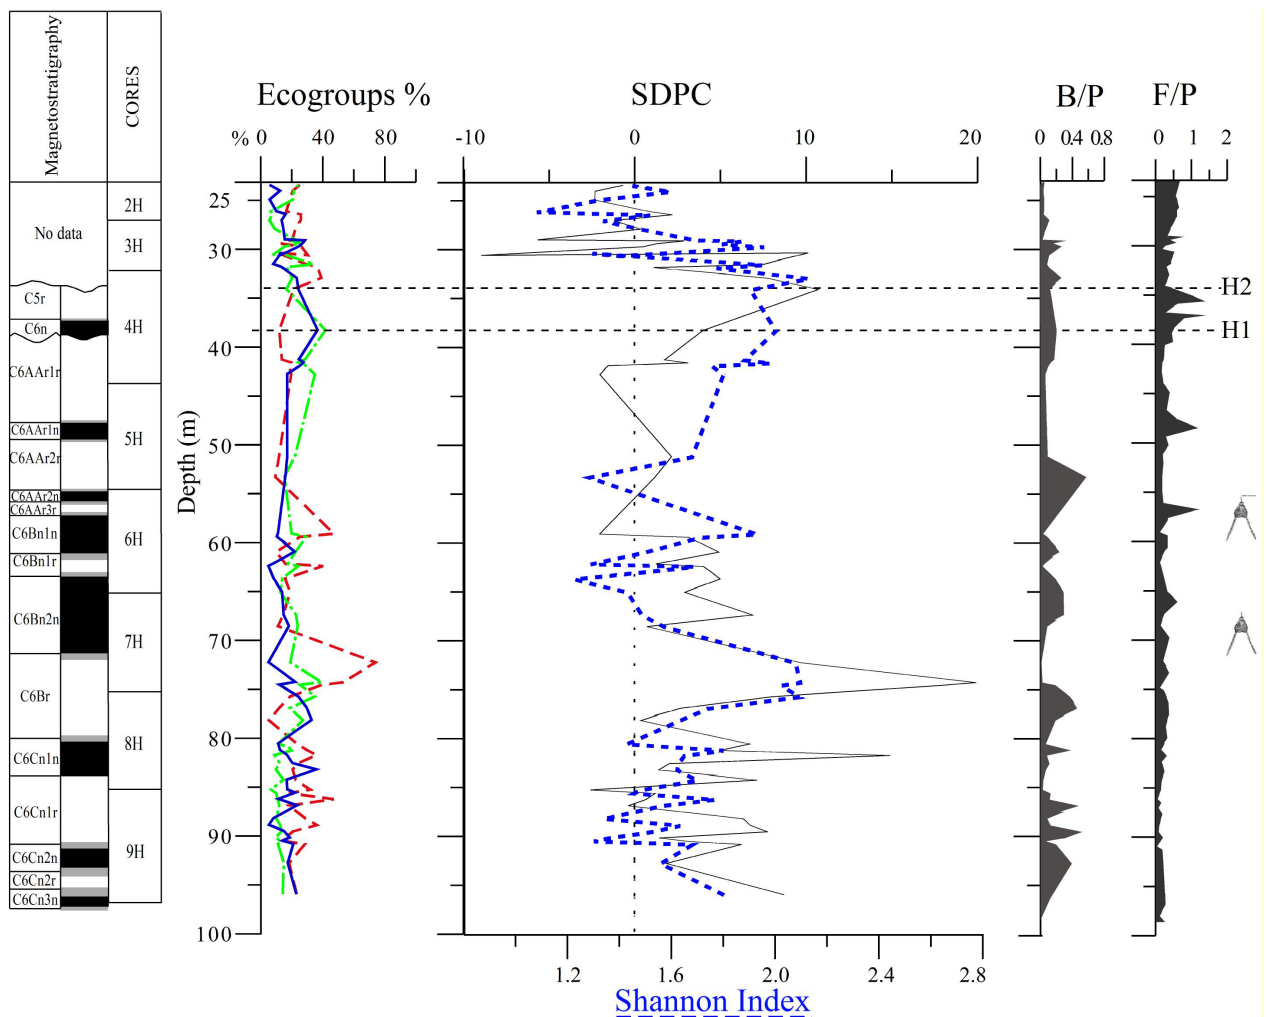 Magnetostratigraphy
CORES
Ecogroups %
SDPC
B/P
F/P
% 0 40 80
-10 0 10 20
0 0.4 0.8
0 1 2
No data
C5r
C6n
C6AAr1r
C6AAr1n
C6AAr2r
C6AAr2n
C6AAr3r
C6Bn1n
C6Bn1r
C6Bn2n
C6Br
C6Cn1n
C6Cn1r
C6Cn2n
C6Cn2r
C6Cn3n
2H
3H
4H
5H
6H
7H
8H
9H
Depth (m)
25
30
40
50
60
70
80
90
100
H2
H1
1.2 1.6 2.0 2.4 2.8
Shannon Index